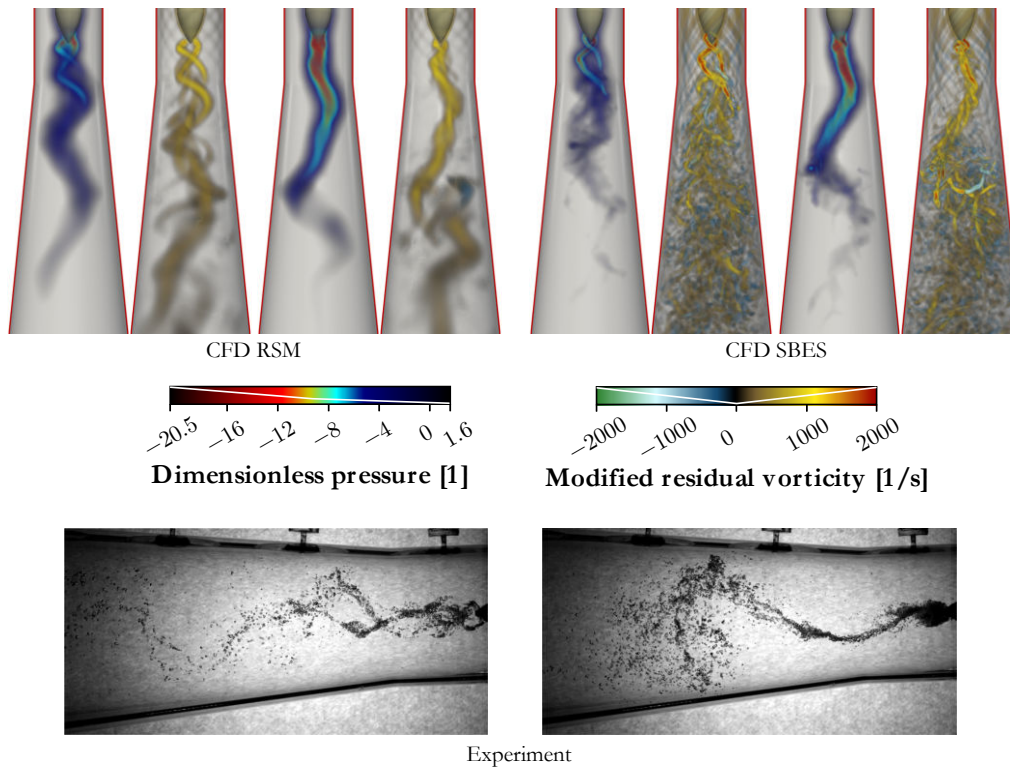 CFD RSM
CFD SBES
−20.5 −16 −12 −8 −4 0 1.6
Dimensionless pressure [1]
−2000 −1000 0 1000 2000
Modified residual vorticity [1/s]
Experiment